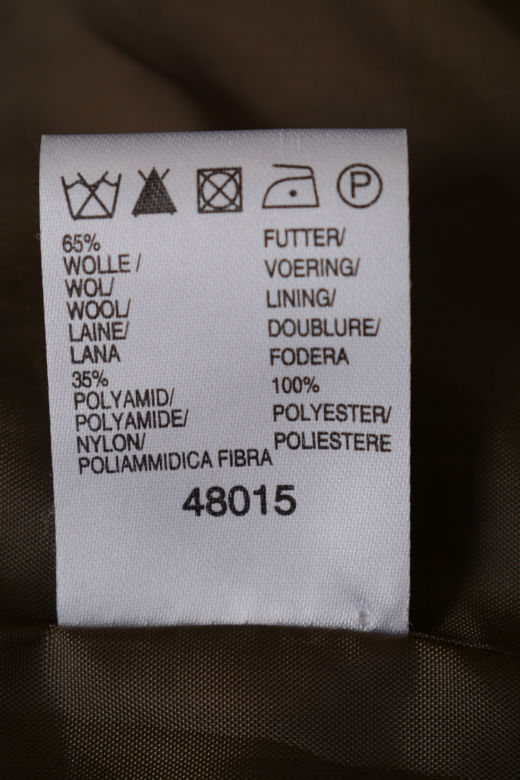 P
65%
WOLLE /
WOL/
WOOL/
LAINE/
LANA
35%
POLYAMID/
POLYAMIDE/
NYLON/
POLIAMMIDICA FIBRA
FUTTER/
VOERING/
LINING/
DOUBLURE/
FODERA
100%
POLYESTER/
POLIESTERE
48015